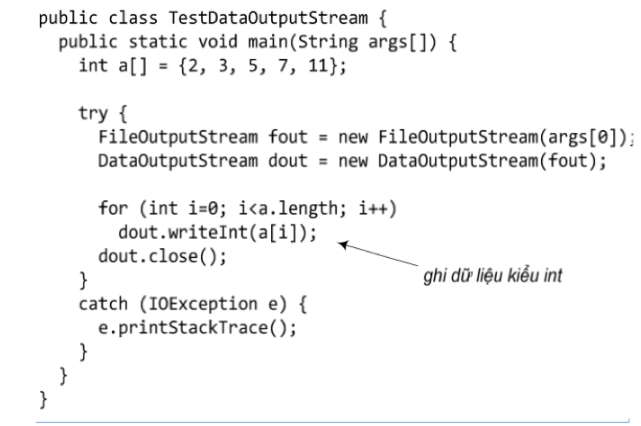 public class TestDataOutputStream {
public static void main(String args[]) {
int a[] = {2, 3, 5, 7, 11};
try {
FileOutputStream fout = new FileOutputStream(args[0]);
DataOutputStream dout = new DataOutputStream(fout);
for (int i=0; i<a.length; i++)
dout.writeInt(a[i]);
dout.close();
ghi dữ liệu kiểu int
}
catch (IOException e) {
e.printStackTrace();
}
}
}